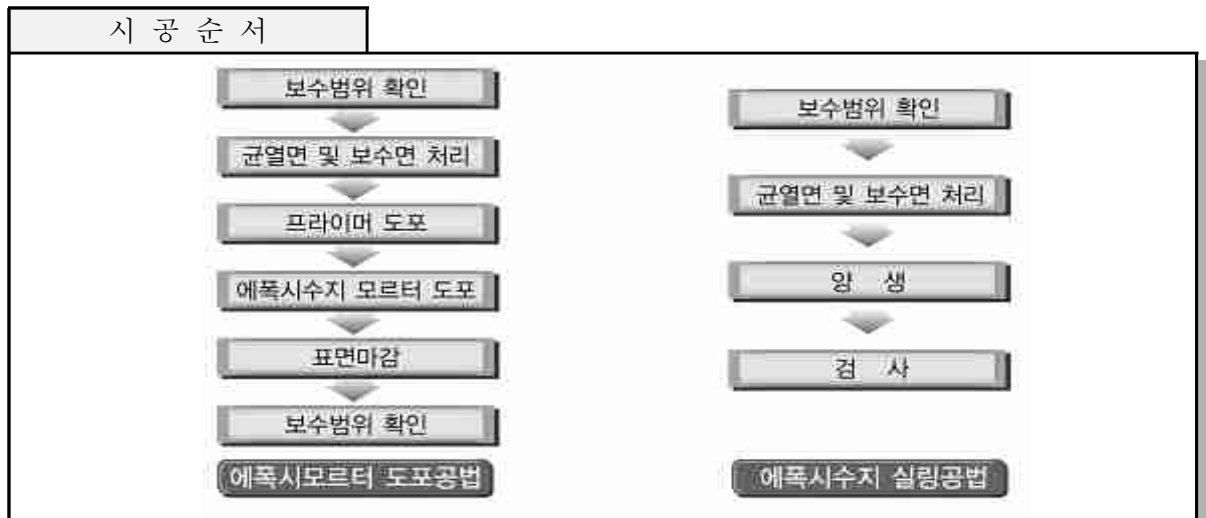 시 공 순 서
보수범위 확인
균열면 및 보수면 처리
프라이머 도포
에폭시수지 모르터 도포
표면마감
보수범위 확인
에폭시모르터 도포공법
보수범위 확인
균열면 및 보수면 처리
양 생
검 사
에폭시수지 실링공법